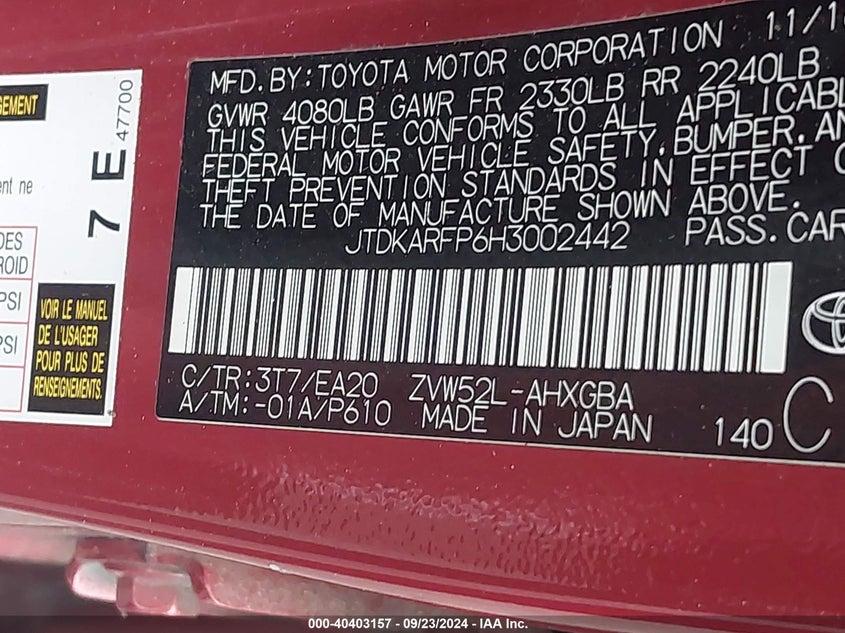 GEMENT
ent ne
DES
ROID
PSI
PSI
VOIR LE MANUEL
DE L'USAGER
POUR PLUS DE
RENSEIGNEMENTS.
7 E 47700
MFD.BY:TOYOTA MOTOR CORPORATION 11/1
GVWR 4080LB GAWR FR 2330LB RR 2240LB
THIS VEHICLE CONFORMS TO ALL APPLICABL
FEDERAL MOTOR VEHICLE SAFETY,BUMPER,AN
THEFT PREVENTION STANDARDS IN EFFECT O
THE DATE OF MANUFACTURE SHOWN ABOVE.
JTDKARFP6H3002442 PASS.CAR
C/TR:3T7/EA20 ZVW52L-AHXGBA
A/TM:-01A/P610 MADE IN JAPAN 140 C
000-40403157 - 09/23/2024 - IAA Inc.